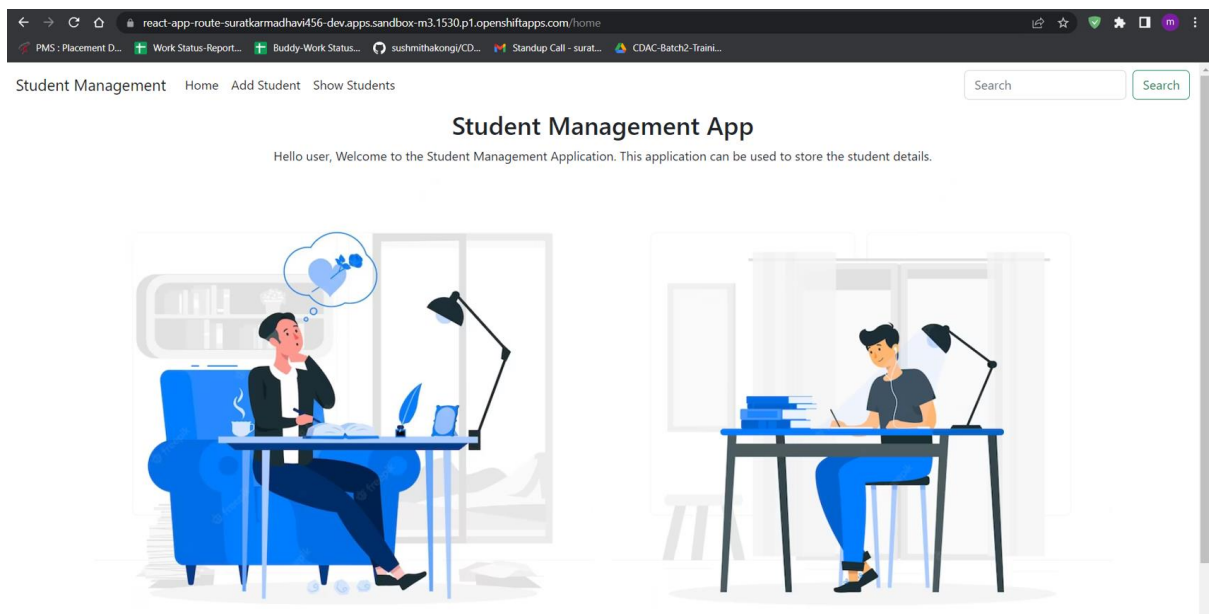 react-app-route-suratkarmadhavi456-dev.apps.sandbox-m3.1530.p1.openshiftapps.com/home
m
PMS : Placement D... Work Status-Report... Buddy-Work Status... sushmithakongi/CD... Standup Call - surat... CDAC-Batch2-Traini...
Student Management Home Add Student Show Students Search Search
Student Management App
Hello user, Welcome to the Student Management Application. This application can be used to store the student details.